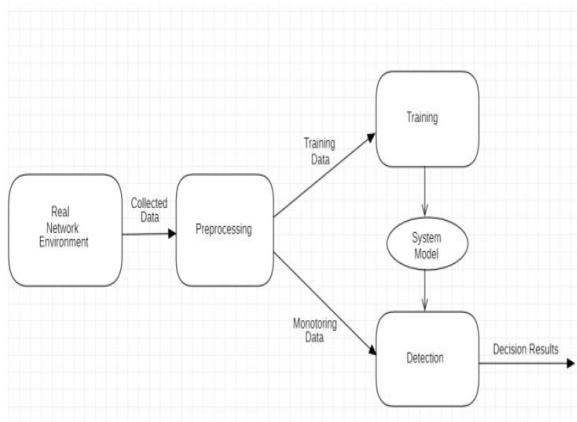 Training
Training
Data
Real
Network
Environment
Collected
Data
Preprocessing
System
Model
Monotoring
Data
Detection
Decision Results